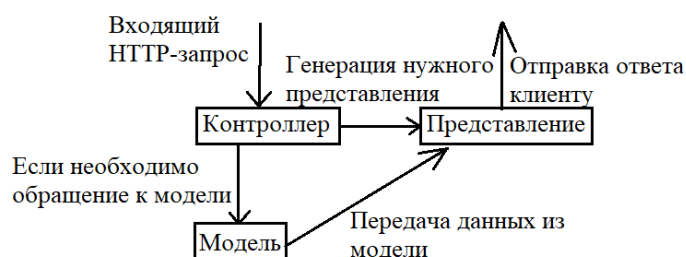 Входящий
HTTP-запрос
Генерация нужного
представления
Отправка ответа
клиенту
Контроллер
Представление
Если необходимо
обращение к модели
Модель
Передача данных из
модели